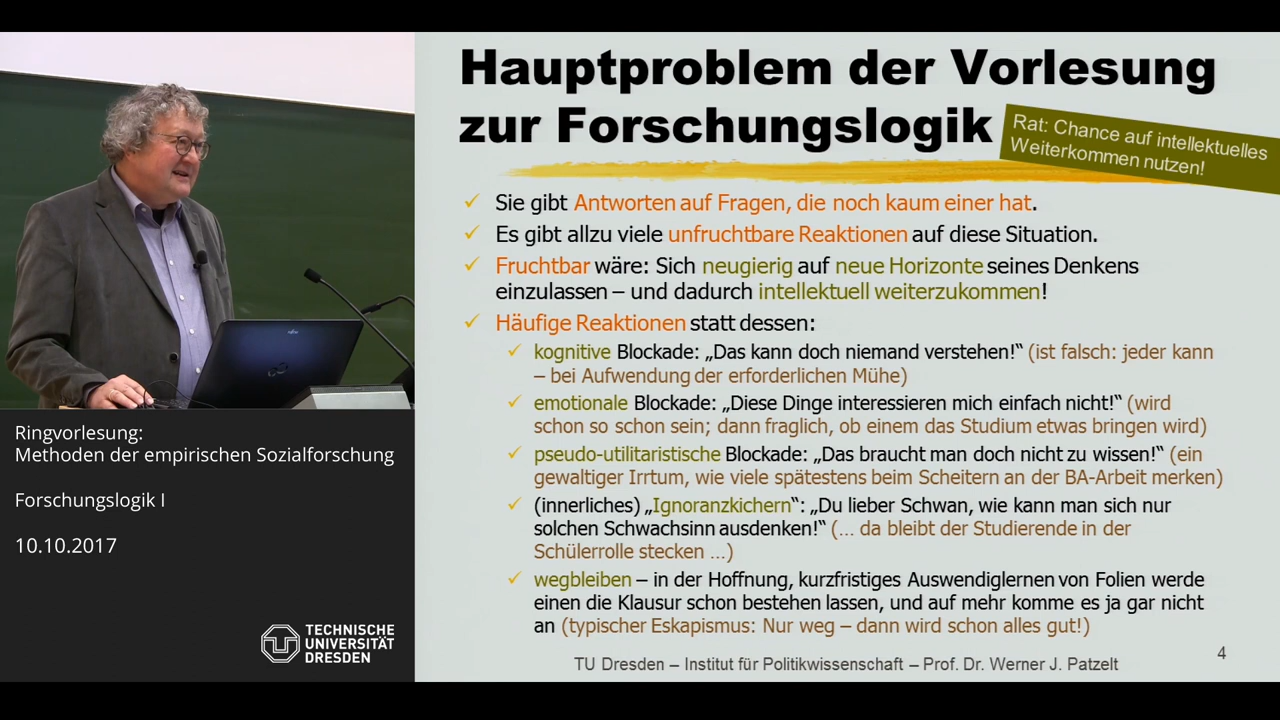 Hauptproblem der Vorlesung
zur Forschungslogik
Rat: Chance auf intellektuelles
Weiterkommen nutzen!
Sie gibt Antworten auf Fragen, die noch kaum einer hat.
Es gibt allzu viele unfruchtbare Reaktionen auf diese Situation.
Fruchtbar wäre: Sich neugierig auf neue Horizonte seines Denkens
einzulassen – und dadurch intellektuell weiterzukommen!
Häufige Reaktionen statt dessen:
kognitive Blockade: „Das kann doch niemand verstehen!“ (ist falsch: jeder kann
– bei Aufwendung der erforderlichen Mühe)
emotionale Blockade: „Diese Dinge interessieren mich einfach nicht!“ (wird
schon so schon sein; dann fraglich, ob einem das Studium etwas bringen wird)
pseudo-utilitaristische Blockade: „Das braucht man doch nicht zu wissen!“ (ein
gewaltiger Irrtum, wie viele spätestens beim Scheitern an der BA-Arbeit merken)
(innerliches) „Ignoranzkichern“: „Du lieber Schwan, wie kann man sich nur
solchen Schwachsinn ausdenken!“ (… da bleibt der Studierende in der
Schülerrolle stecken …)
wegbleiben – in der Hoffnung, kurzfristiges Auswendiglernen von Folien werde
einen die Klausur schon bestehen lassen, und auf mehr komme es ja gar nicht
an (typischer Eskapismus: Nur weg – dann wird schon alles gut!)
TU Dresden – Institut für Politikwissenschaft – Prof. Dr. Werner J. Patzelt
4
Ringvorlesung:
Methoden der empirischen Sozialforschung
Forschungslogik I
10.10.2017
TECHNISCHE
UNIVERSITÄT
DRESDEN